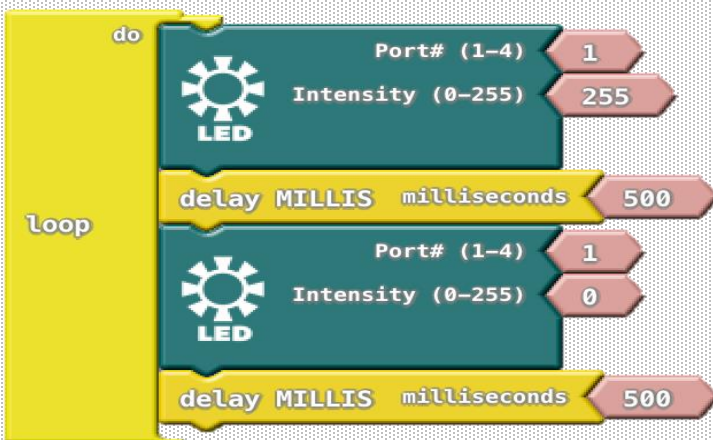 do
Port# (1-4) 1
Intensity (0-255) 255
LED
delay MILLIS milliseconds 500
loop
Port# (1-4) 1
Intensity (0-255) 0
LED
delay MILLIS milliseconds 500